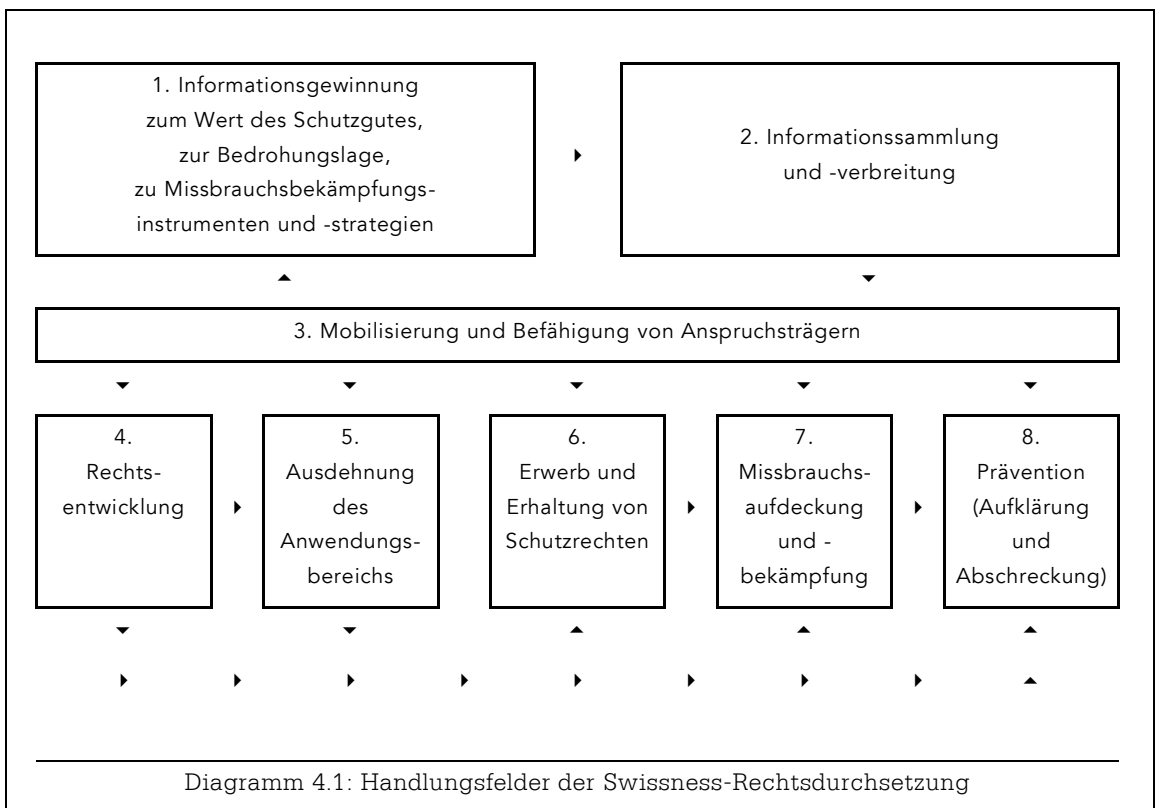 1. Informationsgewinnung
zum Wert des Schutzgutes,
zur Bedrohungslage,
zu Missbrauchsbekämpfungs-
instrumenten und -strategien
2. Informationssammlung
und -verbreitung
3. Mobilisierung und Befähigung von Anspruchsträgern
4.
Rechts-
entwicklung
5.
Ausdehnung
des
Anwendungs-
bereichs
6.
Erwerb und
Erhaltung von
Schutzrechten
7.
Missbrauchs-
aufdeckung
und -
bekämpfung
8.
Prävention
(Aufklärung
und
Abschreckung)
Diagramm 4.1: Handlungsfelder der Swissness-Rechtsdurchsetzung